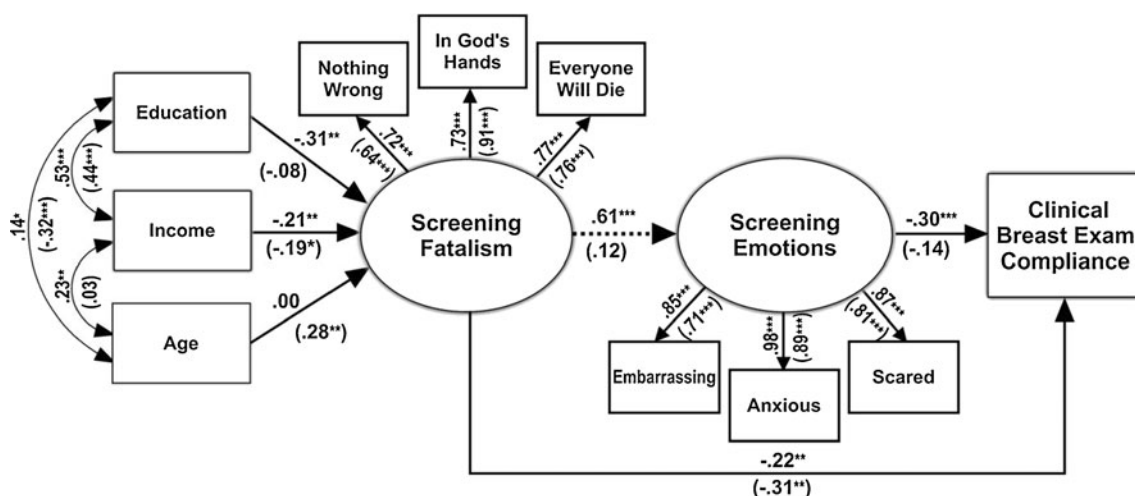 Education
Income
Age
.53***
(.44***)
.14*
(-.32***)
.23**
(.03)
-.31**
(-.08)
-.21**
(-.19*)
.00
(.28**)
Nothing
Wrong
In God's
Hands
Everyone
Will Die
.72***
(.64***)
.73***
(.91***)
.77***
(.76***)
Screening
Fatalism
.61***
(.12)
Screening
Emotions
-.30***
(-.14)
Clinical
Breast Exam
Compliance
.85***
(.71***)
.98***
(.89***)
.87***
(.81***)
Embarrassing
Anxious
Scared
-.22**
(-.31**)